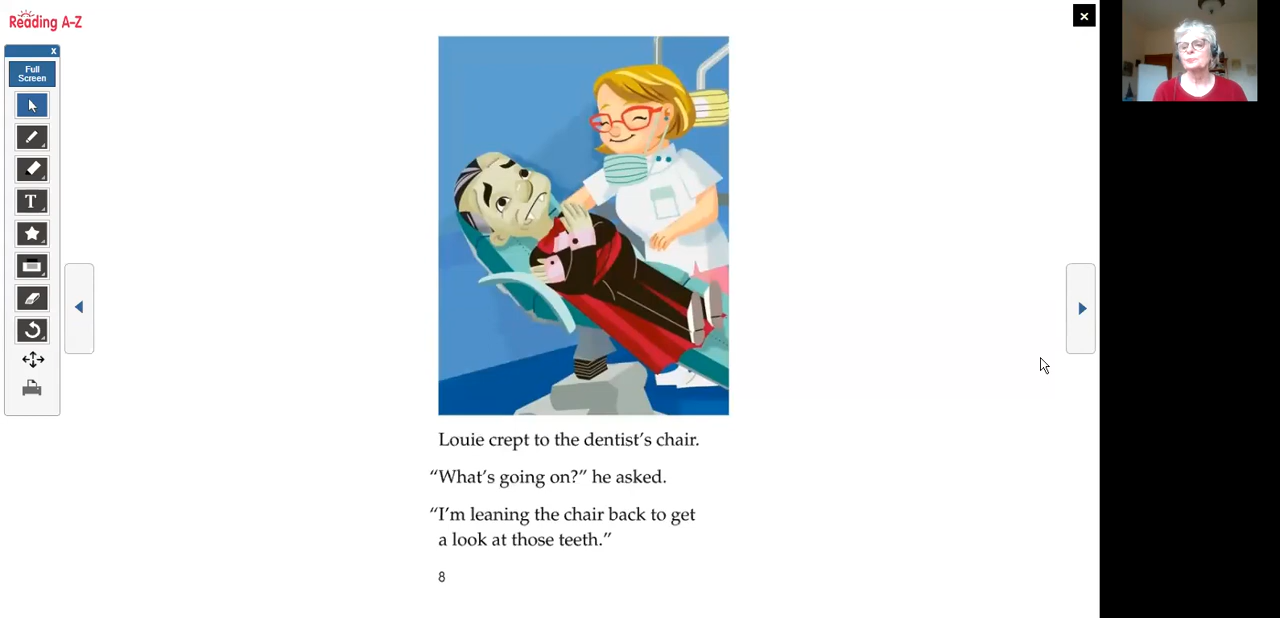 Reading A-Z
x
Full
Screen
T
Louie crept to the dentist’s chair.
“What’s going on?” he asked.
“I’m leaning the chair back to get
a look at those teeth.”
8